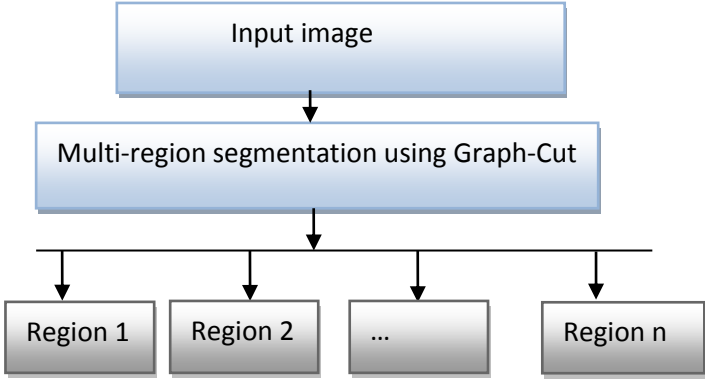 Input image
Multi-region segmentation using Graph-Cut
Region 1
Region 2
...
Region n